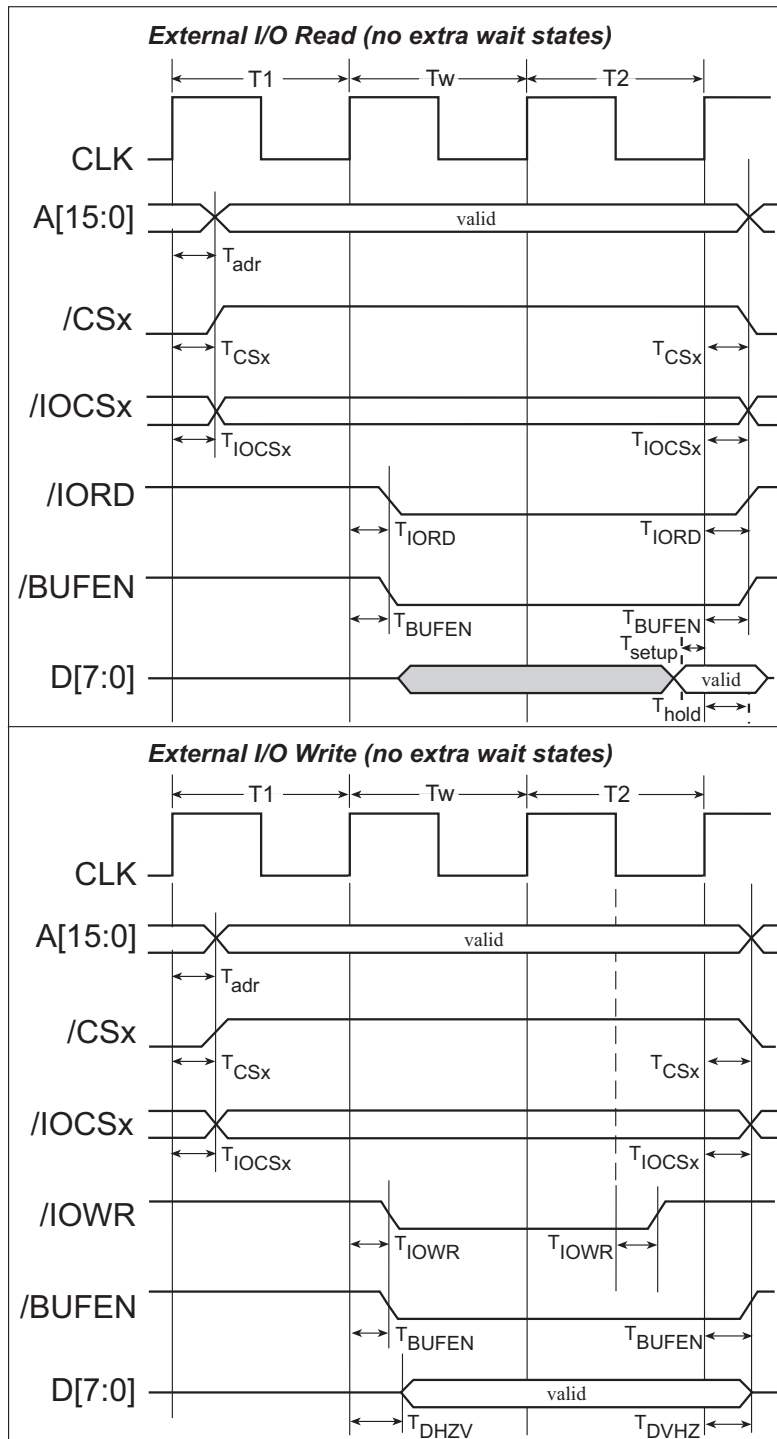 External I/O Read (no extra wait states)
T1 Tw T2
CLK
A[15:0] valid
Tadr
/CSx
TCSx TCSx
/IOCSx
TIOCSx TIOCSx
/IORD
TIORD TIORD
/BUFEN
TBUFEN TBUFEN
Tsetup
D[7:0] valid
Thold
External I/O Write (no extra wait states)
T1 Tw T2
CLK
A[15:0] valid
Tadr
/CSx
TCSx TCSx
/IOCSx
TIOCSx TIOCSx
/IOWR
TIOWR TIOWR
/BUFEN
TBUFEN TBUFEN
D[7:0] valid
TDHZV TDVHZ